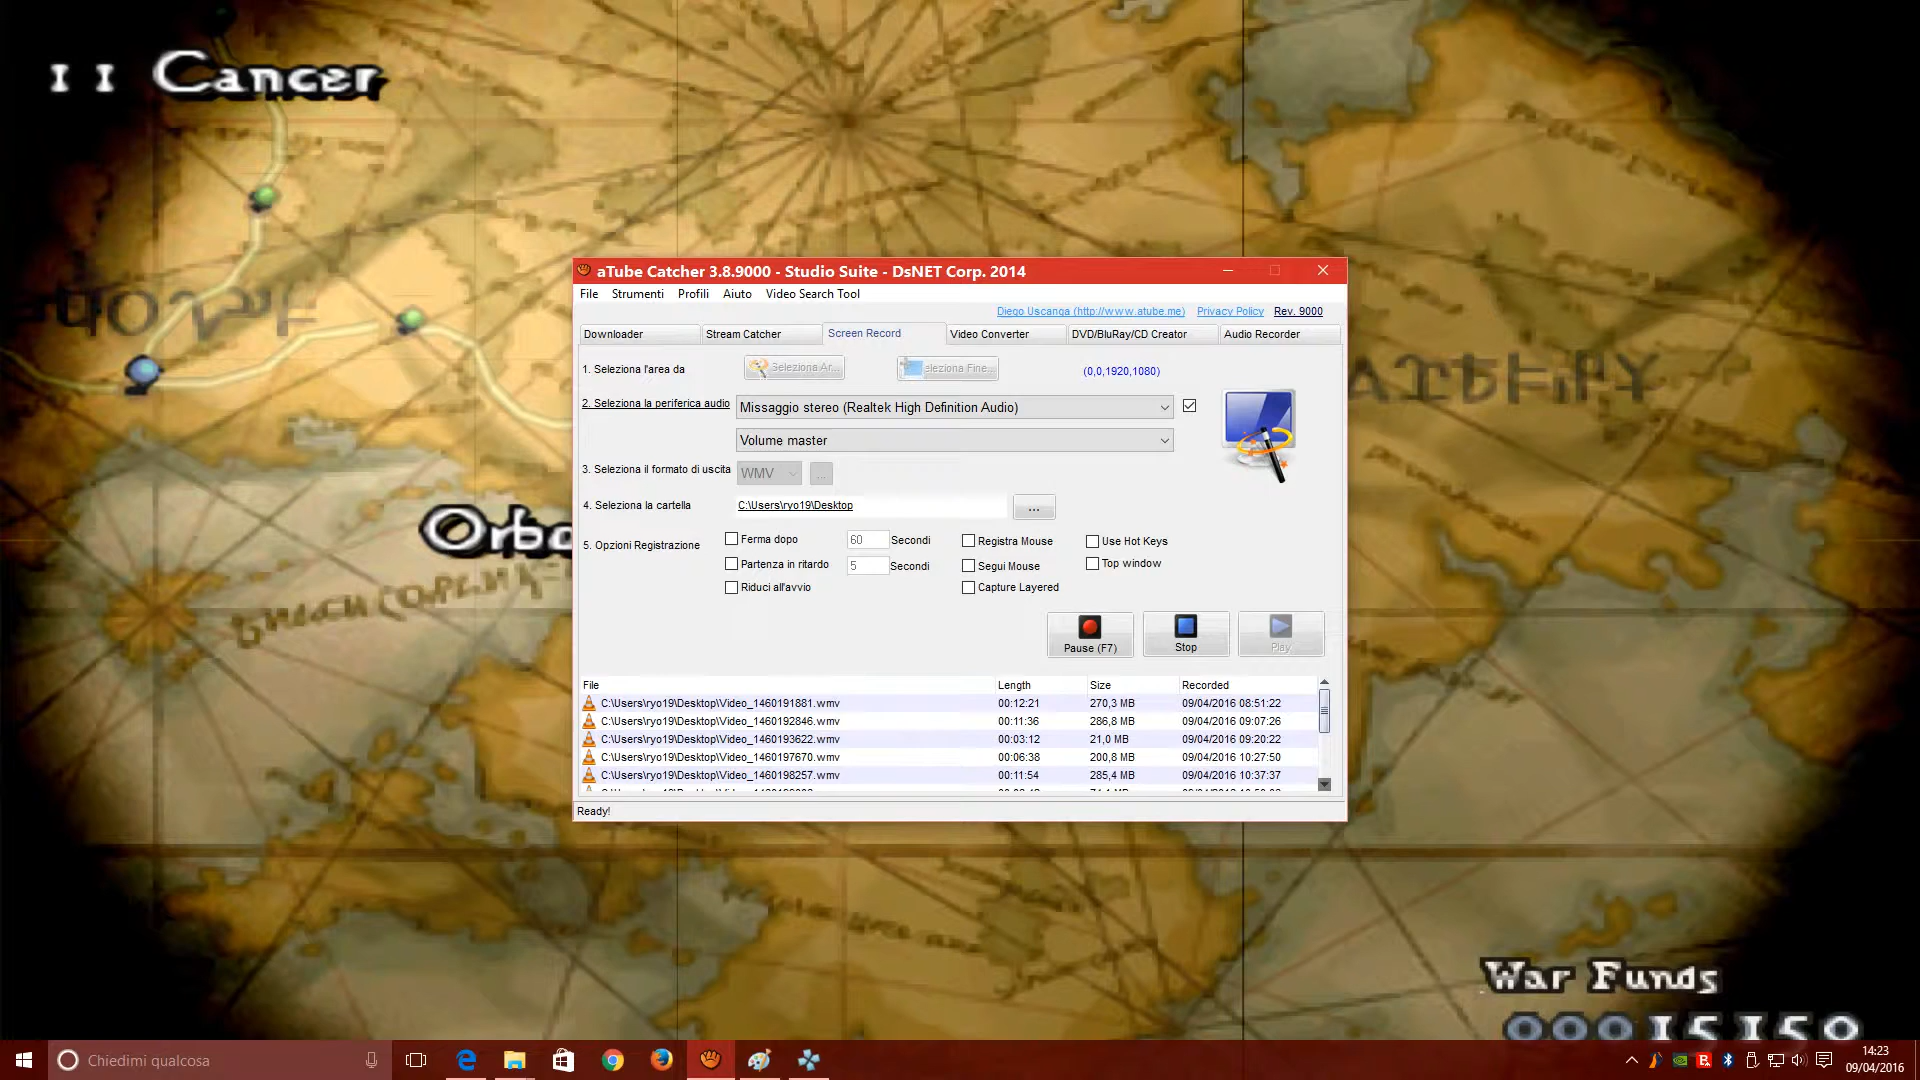 11 Cancer
aTube Catcher 3.8.9000 - Studio Suite - DsNET Corp. 2014
File Strumenti Profili Aiuto Video Search Tool
Diego Uscanga (http://www.atube.me) Privacy Policy Rev. 9000
Downloader Stream Catcher Screen Record Video Converter DVD/BluRay/CD Creator Audio Recorder
1. Seleziona l'area da Seleziona Ar... eleziona Fine... (0,0,1920,1080)
2. Seleziona la periferica audio Missaggio stereo (Realtek High Definition Audio)
Volume master
3. Seleziona il formato di uscita WMV ...
4. Seleziona la cartella C:\Users\ryo19\Desktop ...
5. Opzioni Registrazione
Ferma dopo 60 Secondi Registra Mouse Use Hot Keys
Partenza in ritardo 5 Secondi Segui Mouse Top window
Riduci all'avvio Capture Layered
Orbo
Pause (F7) Stop Play
File Length Size Recorded
C:\Users\ryo19\Desktop\Video_1460191881.wmv 00:12:21 270,3 MB 09/04/2016 08:51:22
C:\Users\ryo19\Desktop\Video_1460192846.wmv 00:11:36 286,8 MB 09/04/2016 09:07:26
C:\Users\ryo19\Desktop\Video_1460193622.wmv 00:03:12 21,0 MB 09/04/2016 09:20:22
C:\Users\ryo19\Desktop\Video_1460197670.wmv 00:06:38 200,8 MB 09/04/2016 10:27:50
C:\Users\ryo19\Desktop\Video_1460198257.wmv 00:11:54 285,4 MB 09/04/2016 10:37:37
Ready!
War Funds
00015150
Chiedimi qualcosa
14:23
09/04/2016